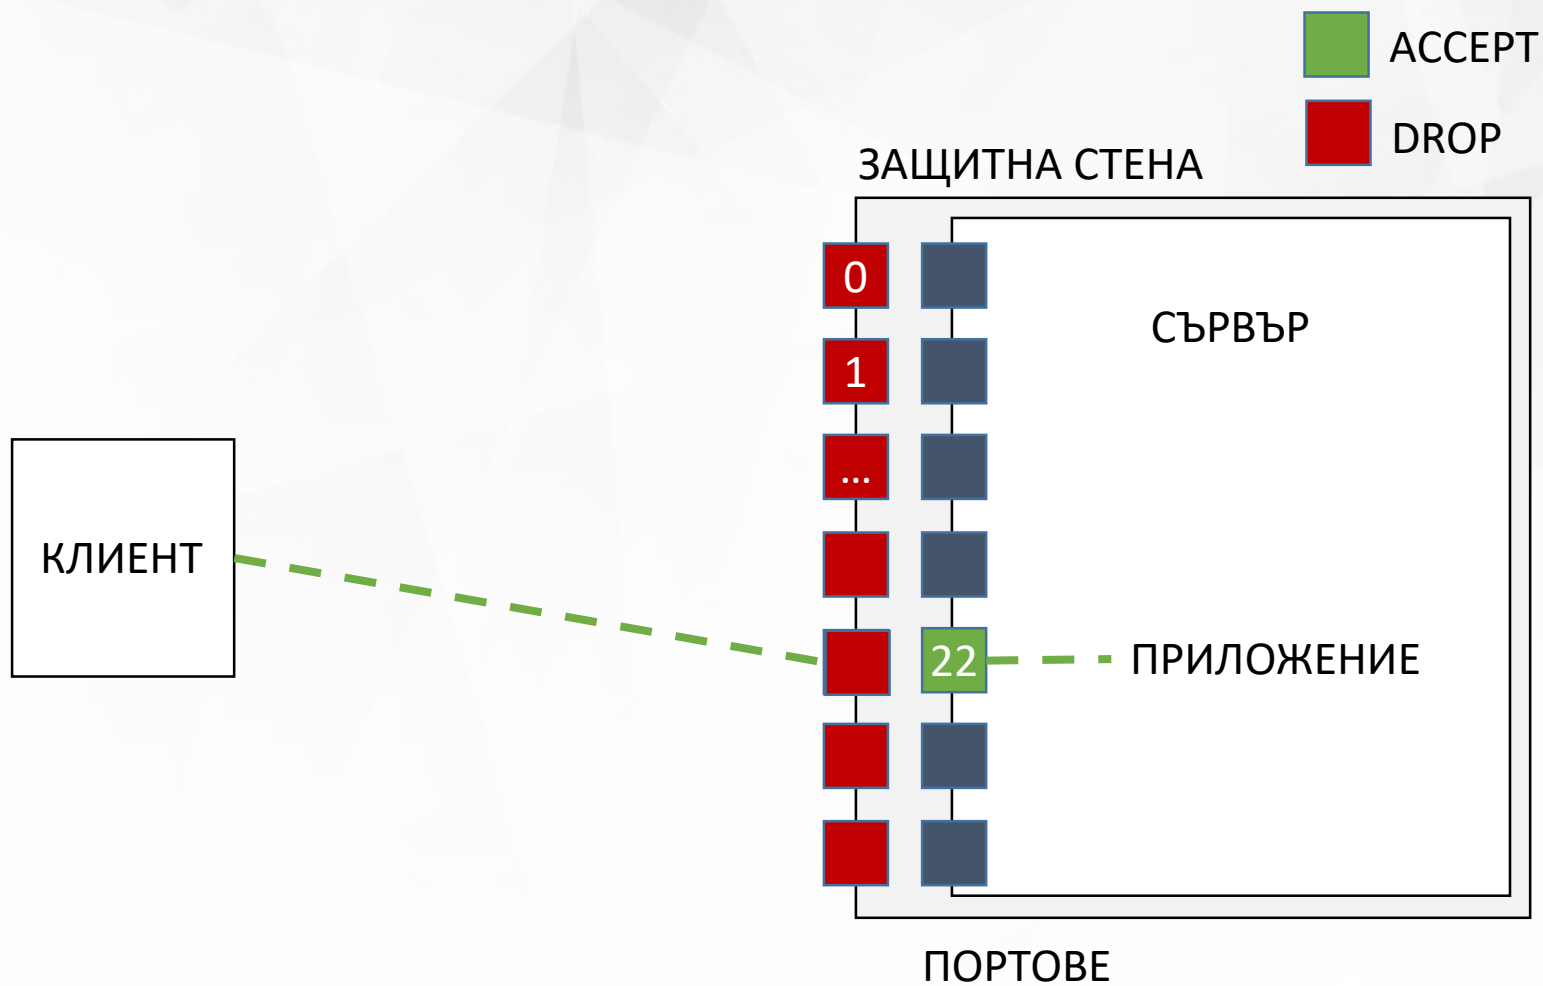 ACCEPT
DROP
ЗАЩИТНА СТЕНА
0
1
...
СЪРВЪР
КЛИЕНТ
22
ПРИЛОЖЕНИЕ
ПОРТОВЕ